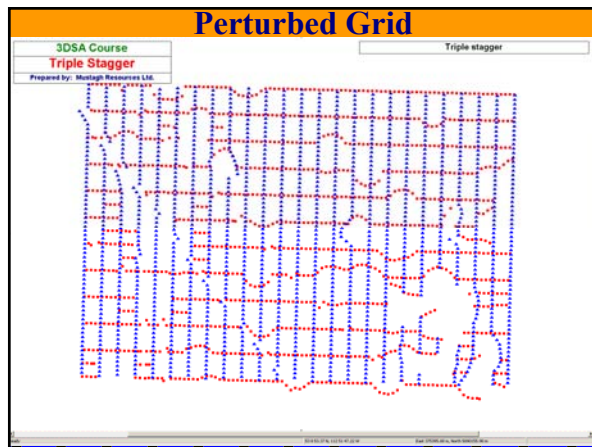 Perturbed Grid
3DSA Course
Triple Stagger
Prepared by: Mustagh Resources Ltd.
Triple stagger